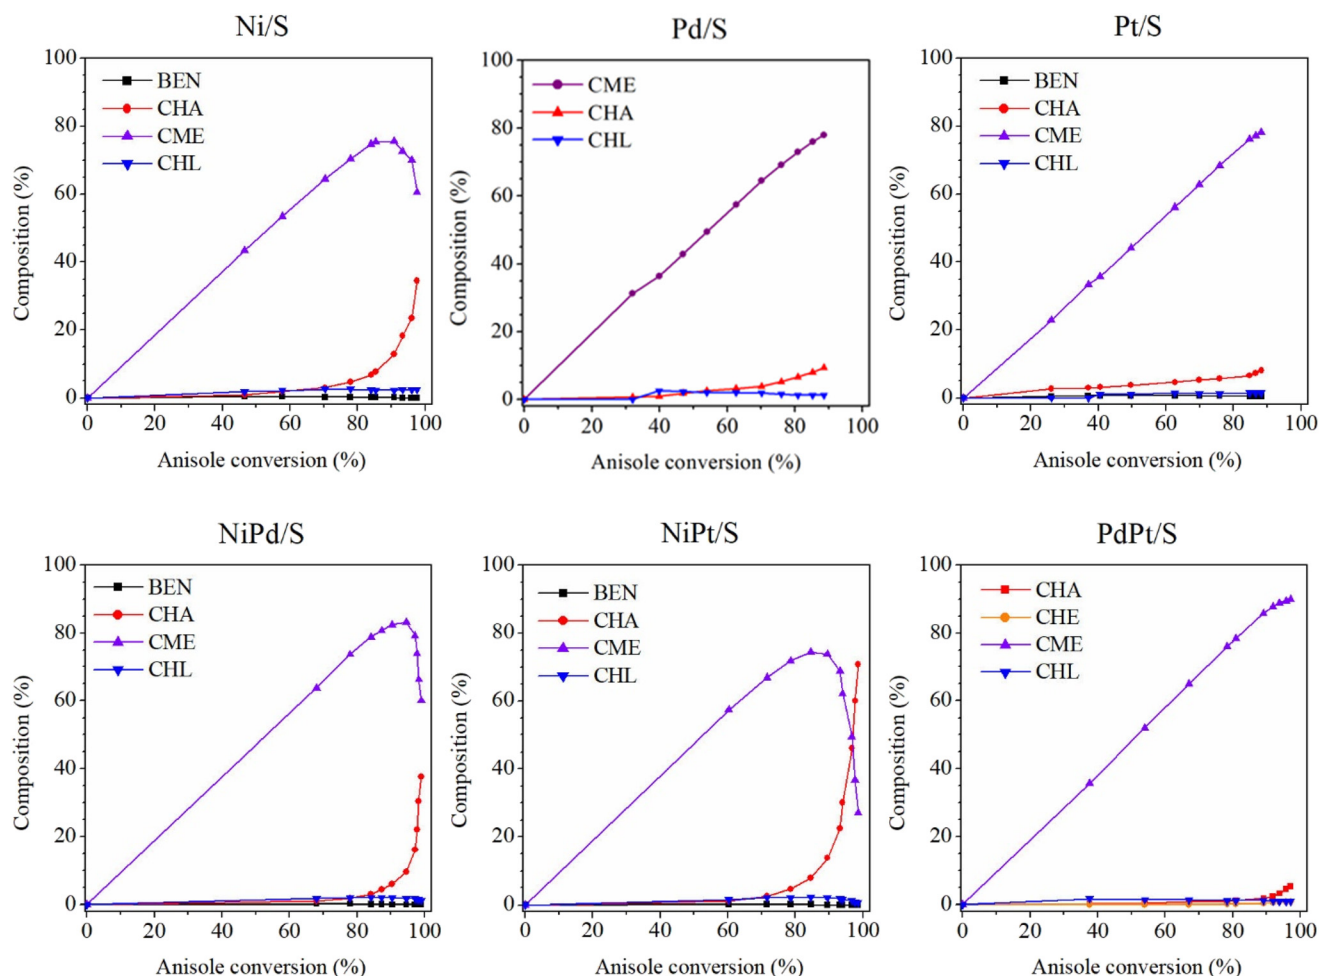 Ni/S
100
80
60
40
20
0
Composition (%)
BEN
CHA
CME
CHL
0 20 40 60 80 100
Anisole conversion (%)
Pd/S
100
80
60
40
20
0
Composition (%)
CME
CHA
CHL
0 20 40 60 80 100
Anisole conversion (%)
Pt/S
100
80
60
40
20
0
Composition (%)
BEN
CHA
CME
CHL
0 20 40 60 80 100
Anisole conversion (%)
NiPd/S
100
80
60
40
20
0
Composition (%)
BEN
CHA
CME
CHL
0 20 40 60 80 100
Anisole conversion (%)
NiPt/S
100
80
60
40
20
0
Composition (%)
BEN
CHA
CME
CHL
0 20 40 60 80 100
Anisole conversion (%)
PdPt/S
100
80
60
40
20
0
Composition (%)
CHA
CHE
CME
CHL
0 20 40 60 80 100
Anisole conversion (%)